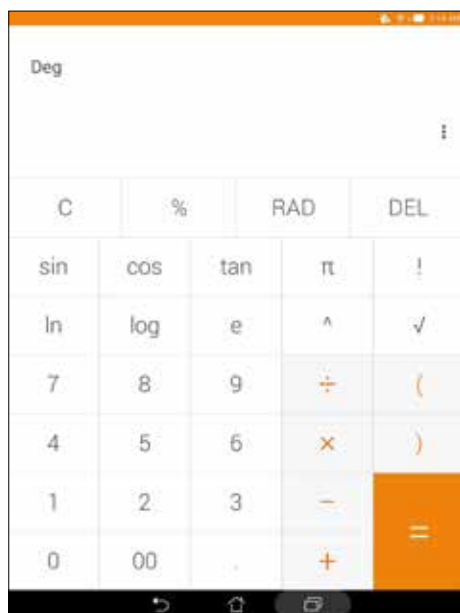 Deg
C % RAD DEL
sin cos tan π !
ln log e ^ √
7 8 9 ÷ (
4 5 6 × )
1 2 3 −
=
0 00 . +